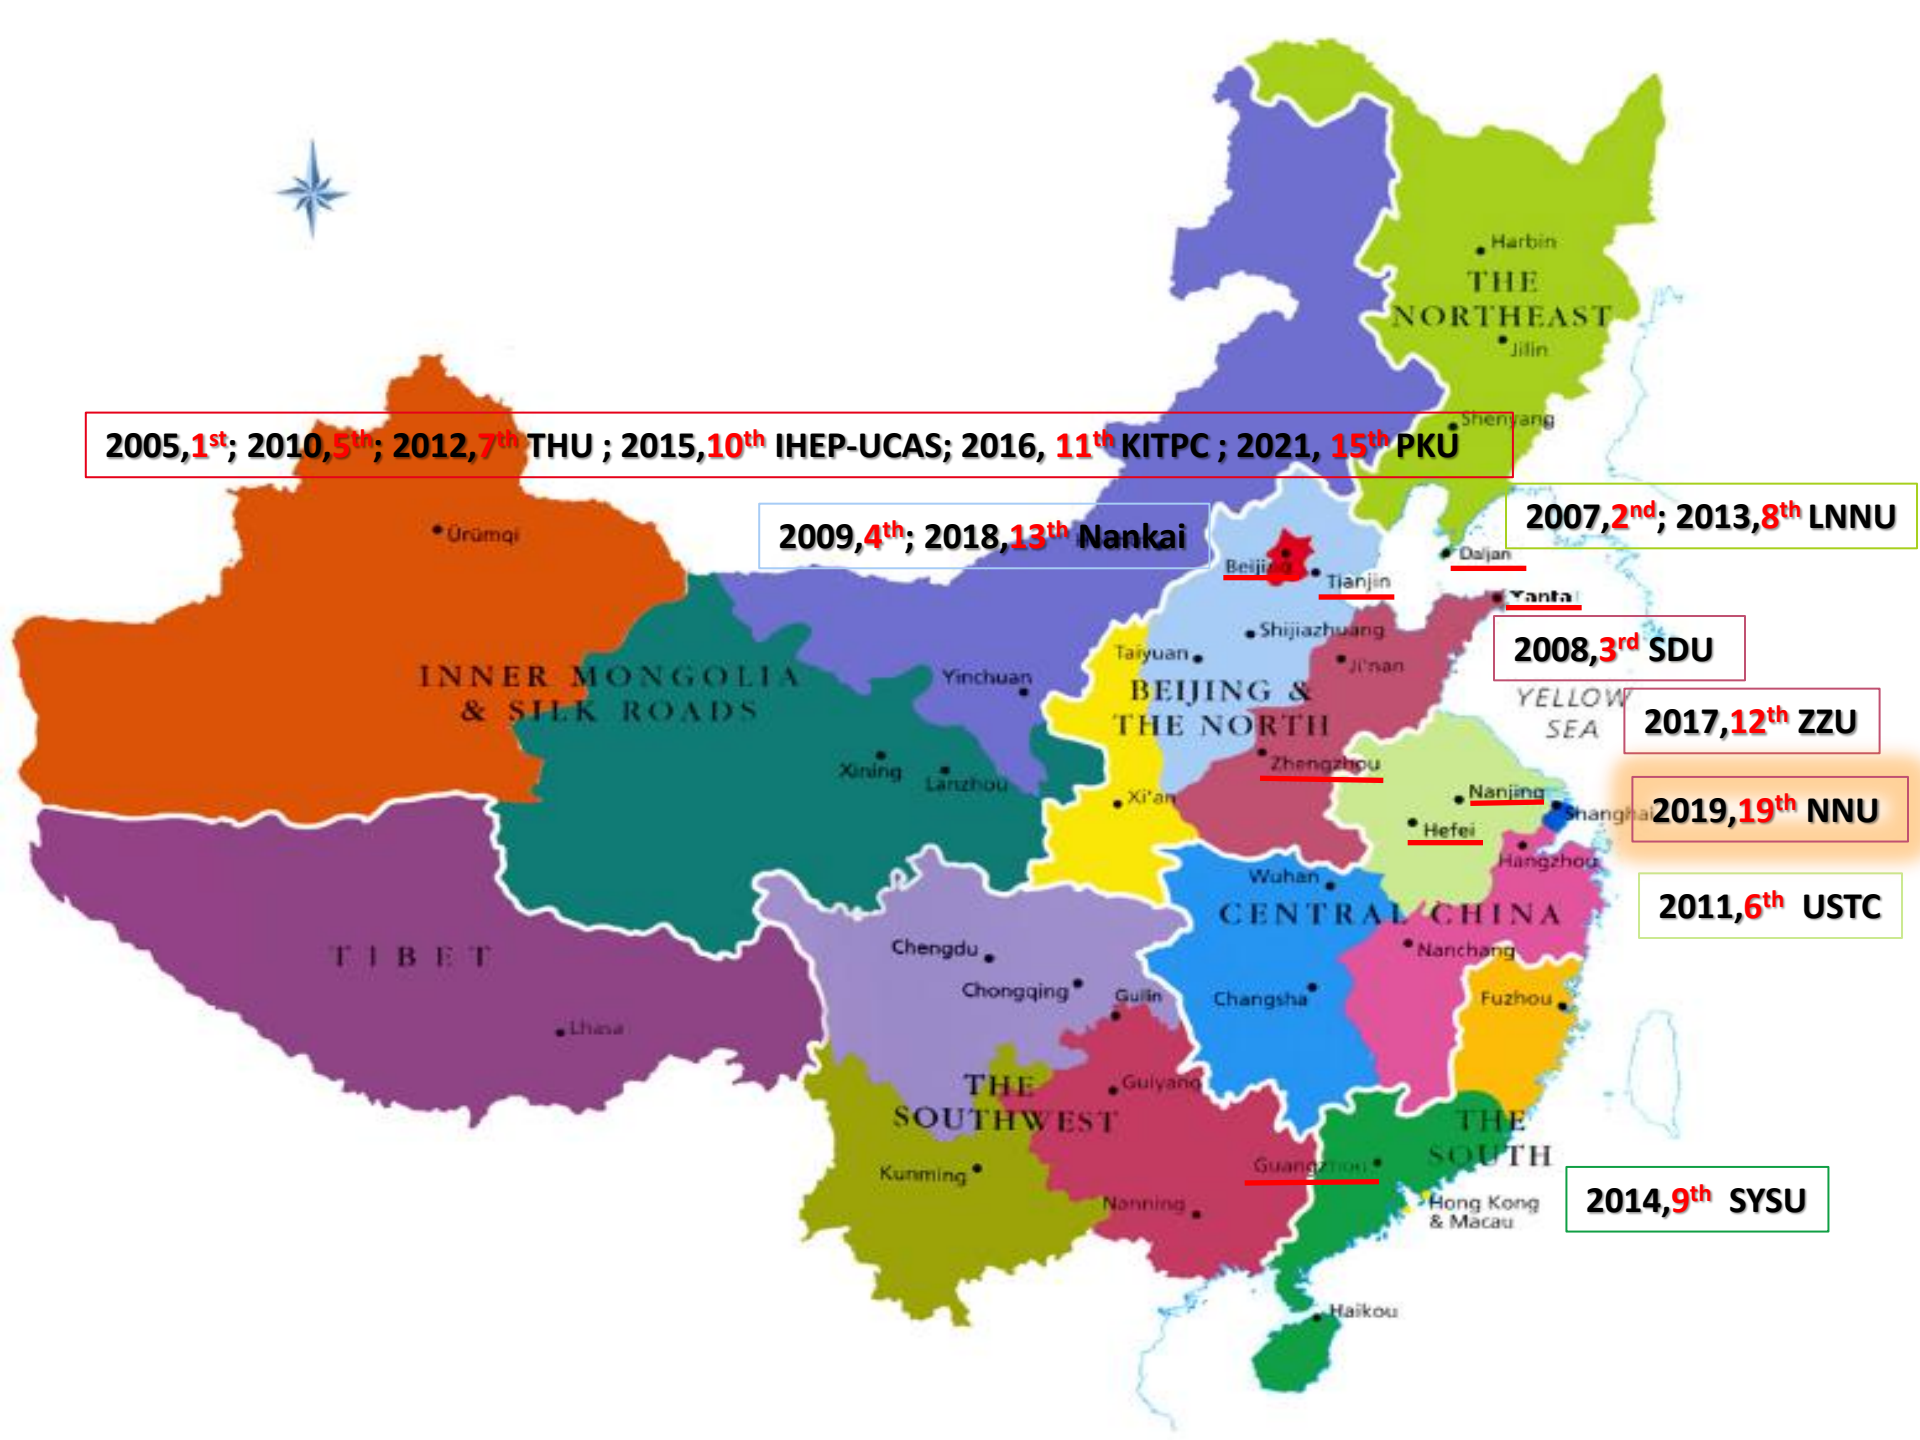 Harbin
THE
NORTHEAST
Jilin
Shenyang
2005,1st; 2010,5th; 2012,7th THU ; 2015,10th IHEP-UCAS; 2016, 11th KITPC ; 2021, 15th PKU
2007,2nd; 2013,8th LNNU
2009,4th; 2018,13th Nankai
Ürümqi
Daljan
Beijing
Tianjin
Yanta
Shijiazhuang
2008,3rd SDU
Taiyuan
Ji'nan
INNER MONGOLIA
& SILK ROADS
Yinchuan
BEIJING &
THE NORTH
YELLOW
SEA
2017,12th ZZU
Zhengzhou
Xining
Lanzhou
Xi'an
Nanjing
Shanghai
2019,19th NNU
Hefei
Hangzhou
Wuhan
CENTRAL CHINA
2011,6th USTC
TIBET
Chengdu
Nanchang
Chongqing
Guilin
Changsha
Fuzhou
Lhasa
THE
SOUTHWEST
Guiyang
THE
SOUTH
Kunming
Guangzhou
Nanning
Hong Kong
& Macau
2014,9th SYSU
Haikou